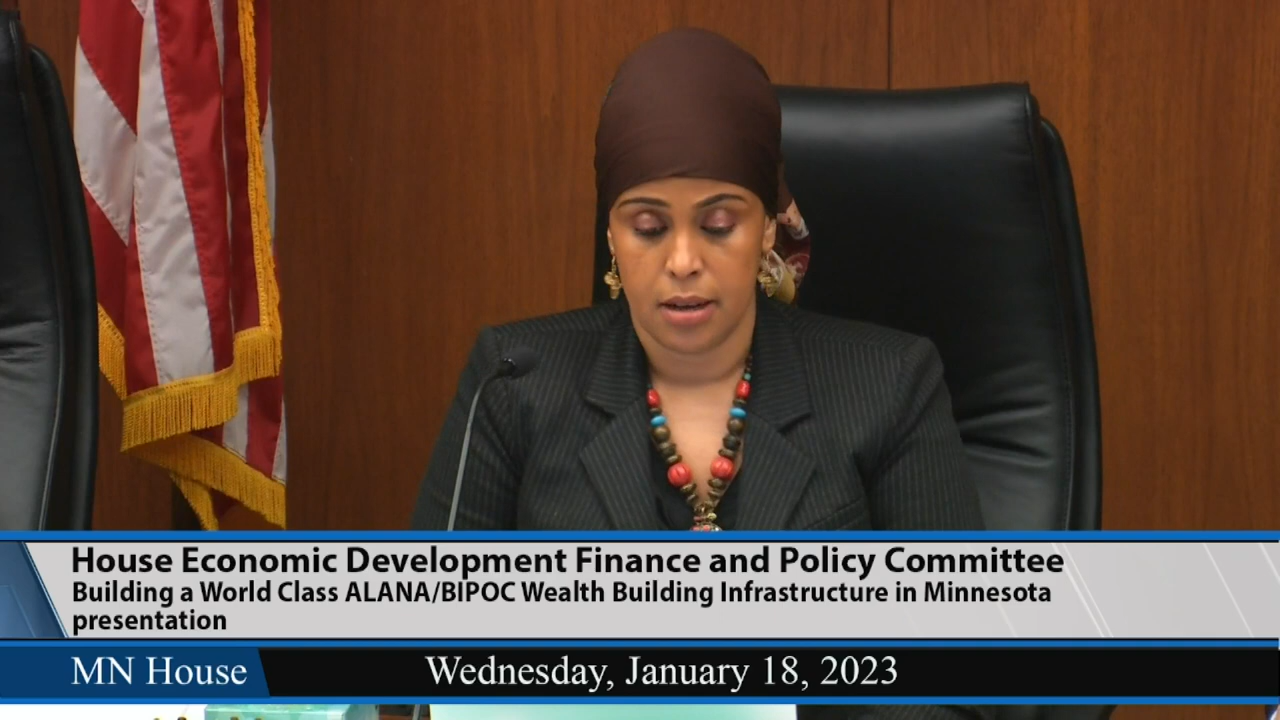 House Economic Development Finance and Policy Committee
Building a World Class ALANA/BIPOC Wealth Building Infrastructure in Minnesota
presentation
MN House
Wednesday, January 18, 2023